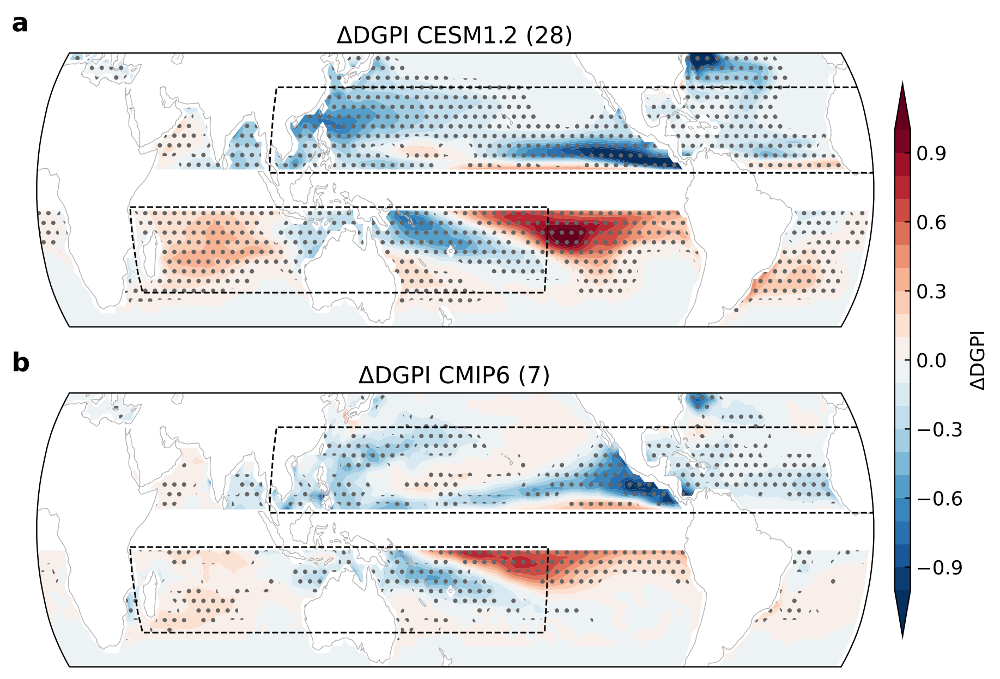 a
ΔDGPI CESM1.2 (28)
0.9
0.6
0.3
0.0
−0.3
−0.6
−0.9
ΔDGPI
b
ΔDGPI CMIP6 (7)